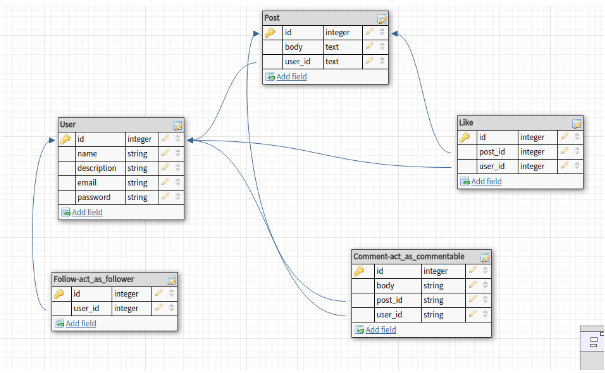 Post
id integer
body text
user_id text
Add field
User
id integer
name string
description string
email string
password string
Add field
Like
id integer
post_id integer
user_id integer
Add field
Follow-act_as_follower
id integer
user_id integer
Add field
Comment-act_as_commentable
id integer
body string
post_id string
user_id string
Add field